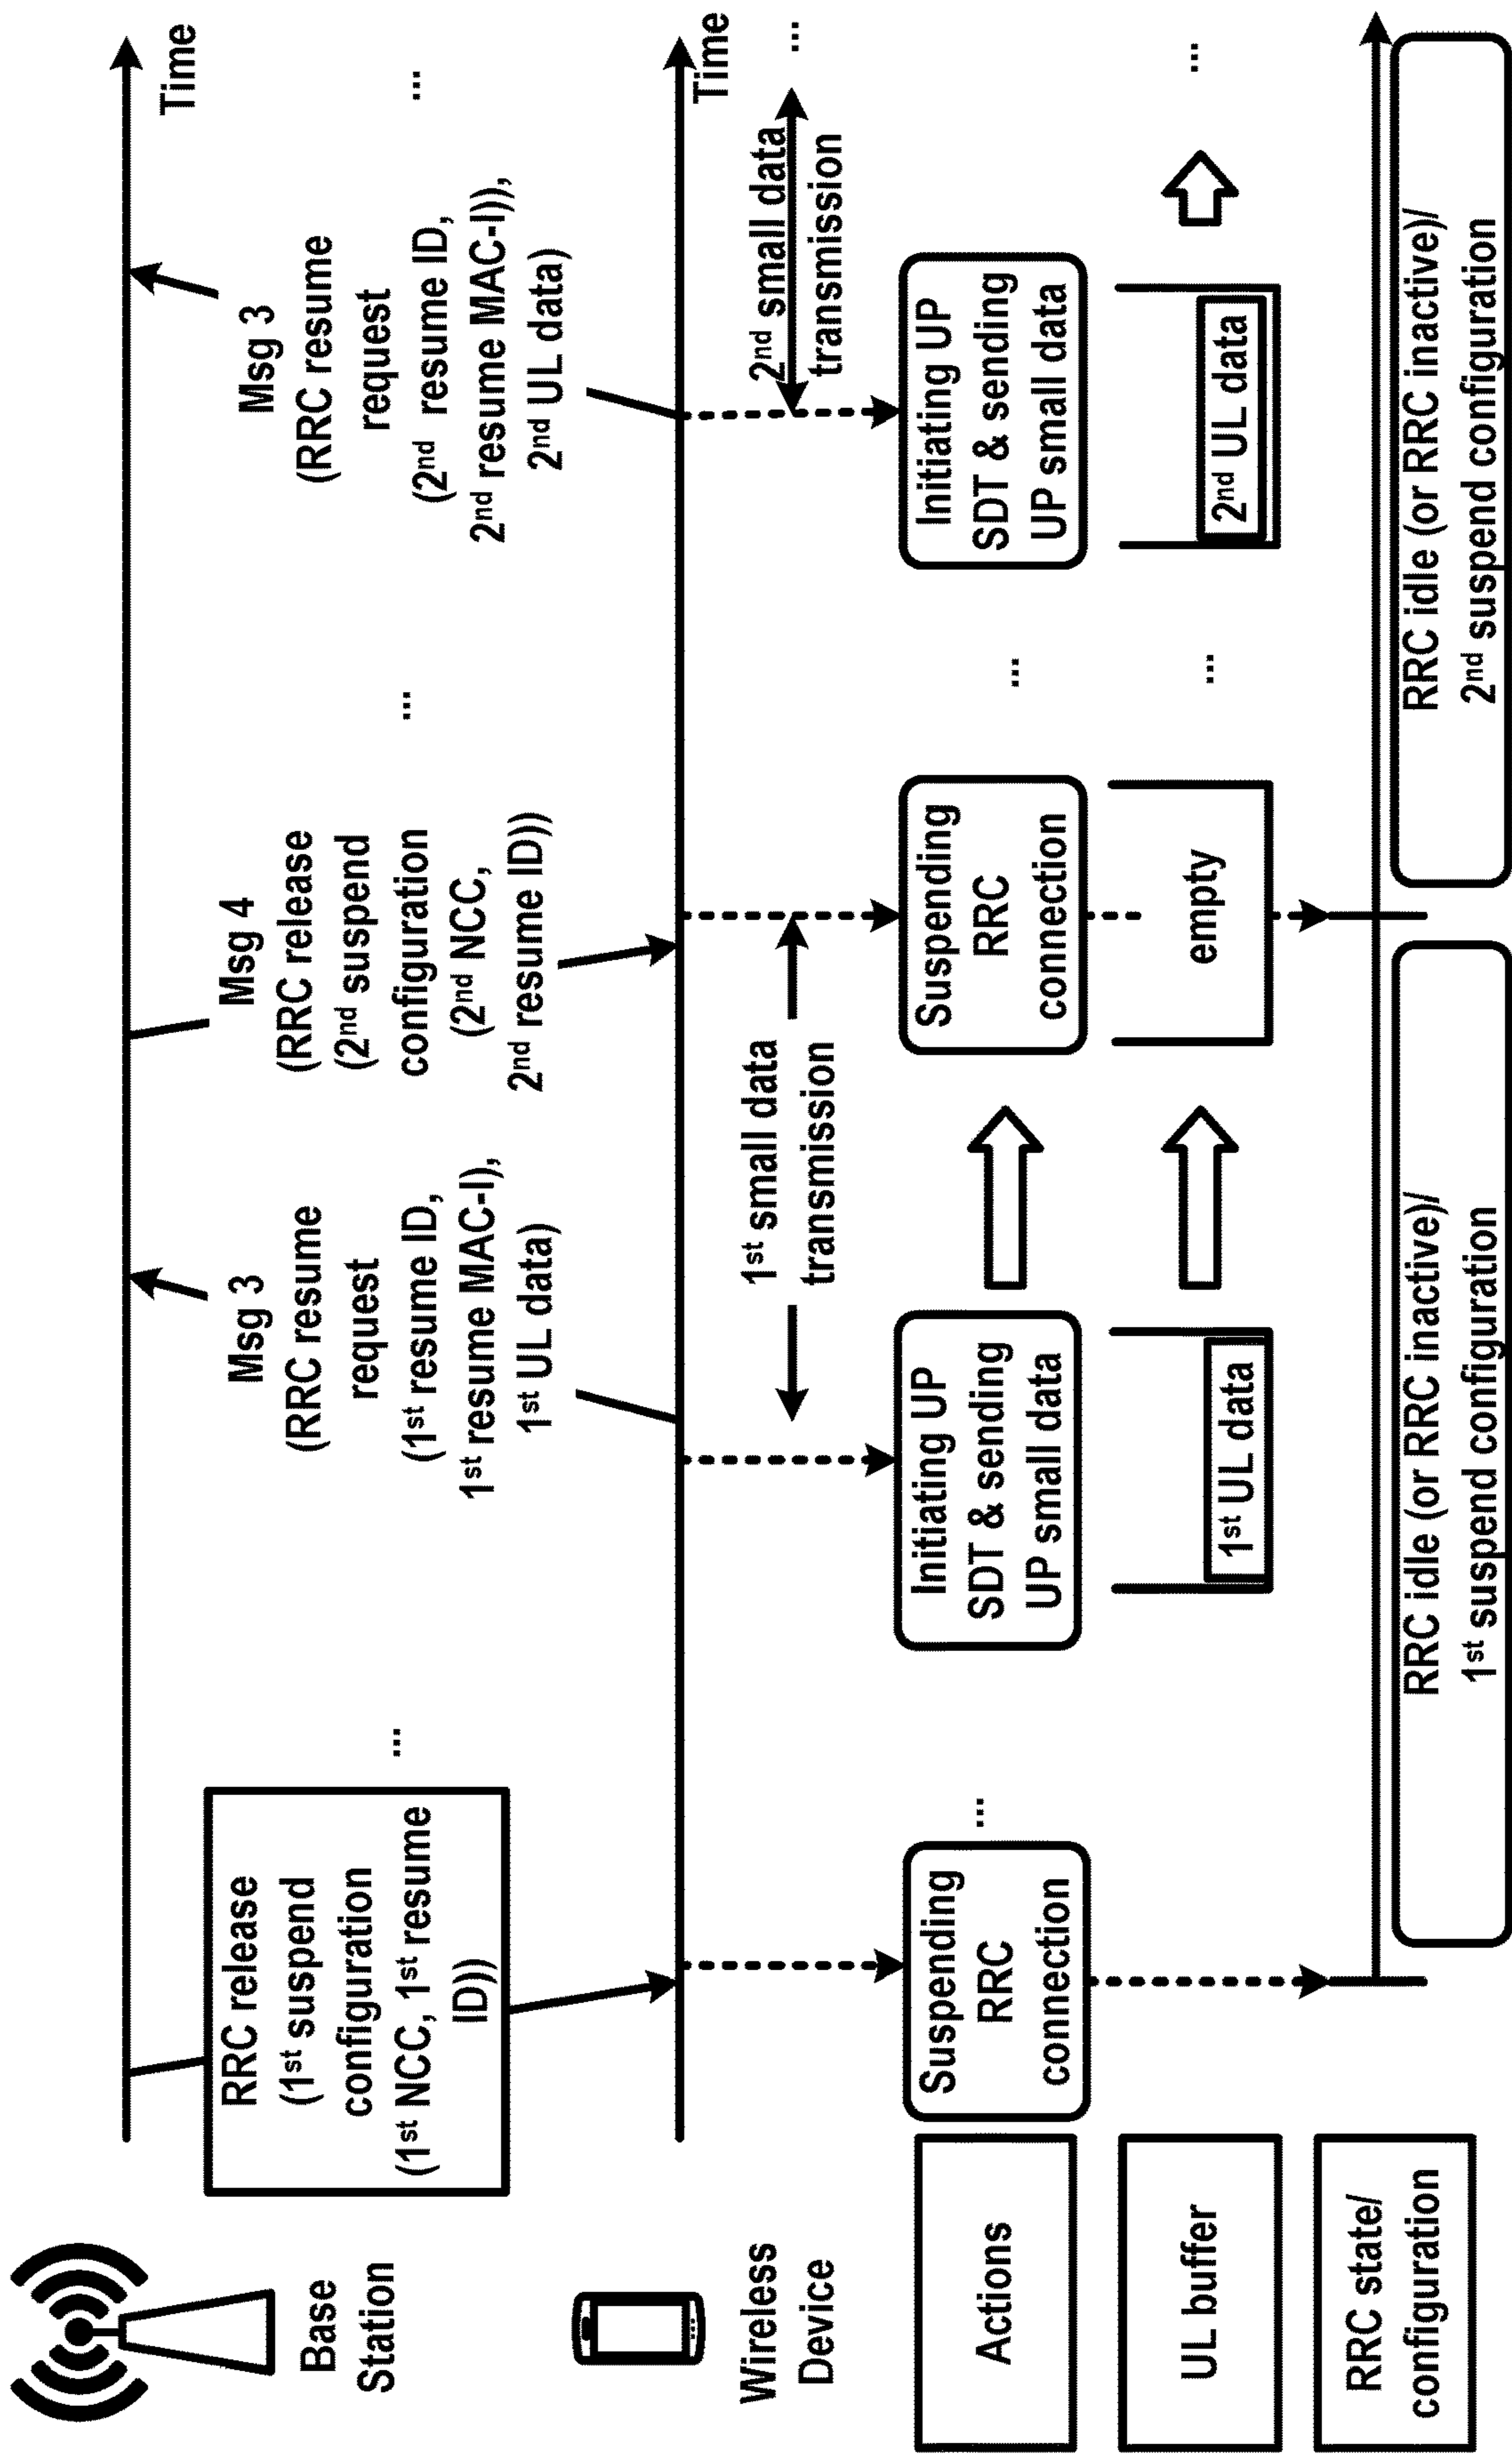 Base
Station
RRC release
(1st suspend
configuration
(1st NCC, 1st resume
ID))
...
Msg 3
(RRC resume
request
(1st resume ID,
1st resume MAC-I),
1st UL data)
Msg 4
(RRC release
(2nd suspend
configuration
(2nd NCC,
2nd resume ID))
...
Msg 3
(RRC resume
request
(2nd resume ID,
2nd resume MAC-I)),
2nd UL data)
...
Time
Wireless
Device
Time
1st small data
transmission
2nd small data
transmission
...
Actions
Suspending
RRC
connection
...
Initiating UP
SDT & sending
UP small data
Suspending
RRC
connection
...
Initiating UP
SDT & sending
UP small data
UL buffer
1st UL data
empty
...
2nd UL data
...
RRC state/
configuration
RRC idle (or RRC inactive)/
1st suspend configuration
RRC idle (or RRC inactive)/
2nd suspend configuration